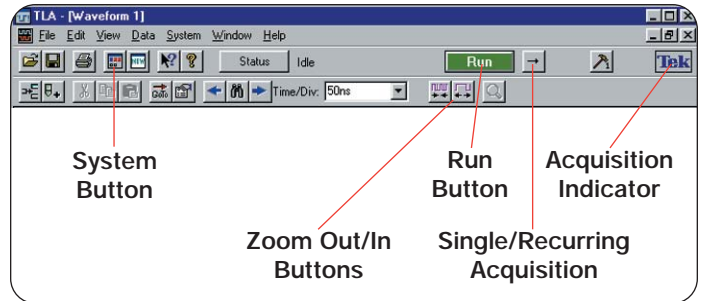 TLA - [Waveform 1]
File Edit View Data System Window Help
Status Idle Run → Tek
Goto Time/Div: 50ns
System
Button
Run
Button
Acquisition
Indicator
Zoom Out/In
Buttons
Single/Recurring
Acquisition